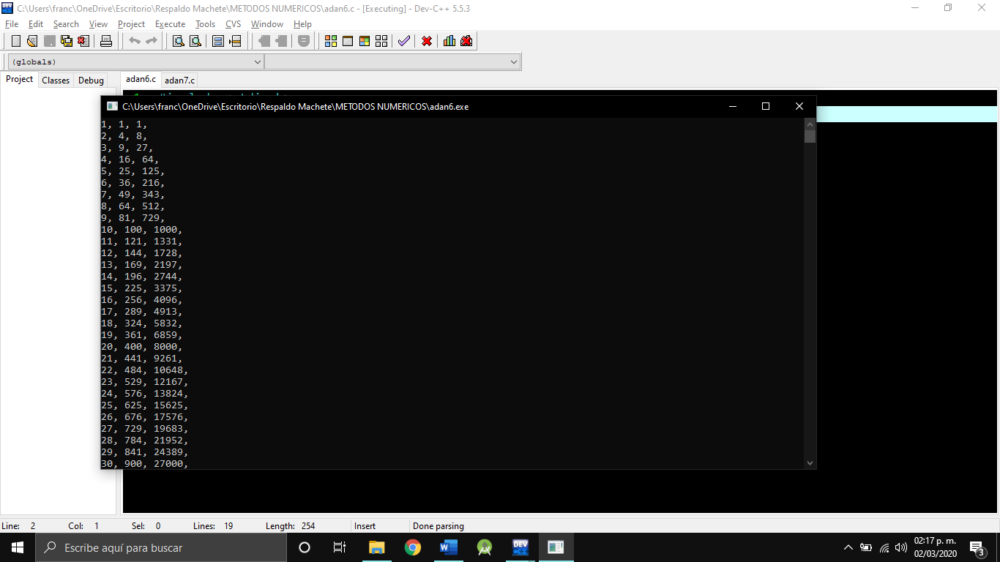 C:\Users\franc\OneDrive\Escritorio\Respaldo Machete\METODOS NUMERICOS\adan6.c - [Executing] - Dev-C++ 5.5.3
File Edit Search View Project Execute Tools CVS Window Help
(globals)
Project Classes Debug
adan6.c adan7.c
1
C:\Users\franc\OneDrive\Escritorio\Respaldo Machete\METODOS NUMERICOS\adan6.exe
1, 1, 1,
2, 4, 8,
3, 9, 27,
4, 16, 64,
5, 25, 125,
6, 36, 216,
7, 49, 343,
8, 64, 512,
9, 81, 729,
10, 100, 1000,
11, 121, 1331,
12, 144, 1728,
13, 169, 2197,
14, 196, 2744,
15, 225, 3375,
16, 256, 4096,
17, 289, 4913,
18, 324, 5832,
19, 361, 6859,
20, 400, 8000,
21, 441, 9261,
22, 484, 10648,
23, 529, 12167,
24, 576, 13824,
25, 625, 15625,
26, 676, 17576,
27, 729, 19683,
28, 784, 21952,
29, 841, 24389,
30, 900, 27000,
Line: 2 Col: 1 Sel: 0 Lines: 19 Length: 254 Insert Done parsing
Escribe aquí para buscar
DEV C++
02:17 p. m.
02/03/2020
3